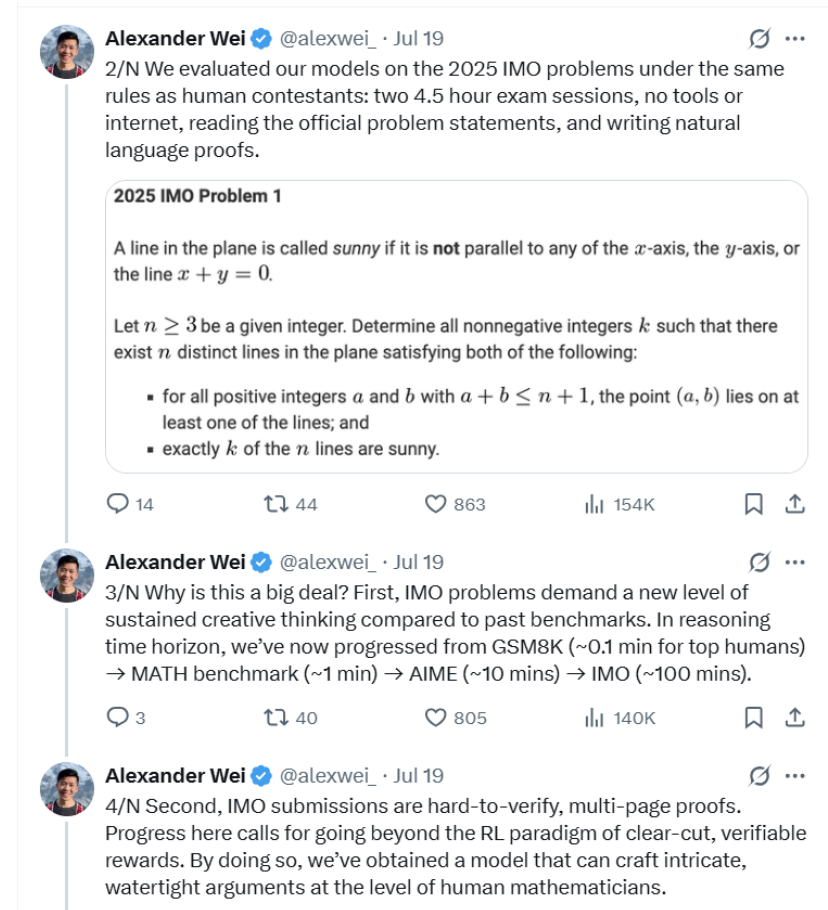 Alexander Wei @alexwei_ · Jul 19
2/N We evaluated our models on the 2025 IMO problems under the same
rules as human contestants: two 4.5 hour exam sessions, no tools or
internet, reading the official problem statements, and writing natural
language proofs.
2025 IMO Problem 1
A line in the plane is called sunny if it is not parallel to any of the x-axis, the y-axis, or
the line x + y = 0.
Let n ≥ 3 be a given integer. Determine all nonnegative integers k such that there
exist n distinct lines in the plane satisfying both of the following:
▪ for all positive integers a and b with a + b ≤ n + 1, the point (a, b) lies on at
least one of the lines; and
▪ exactly k of the n lines are sunny.
14 44 863 154K
Alexander Wei @alexwei_ · Jul 19
3/N Why is this a big deal? First, IMO problems demand a new level of
sustained creative thinking compared to past benchmarks. In reasoning
time horizon, we’ve now progressed from GSM8K (~0.1 min for top humans)
→ MATH benchmark (~1 min) → AIME (~10 mins) → IMO (~100 mins).
3 40 805 140K
Alexander Wei @alexwei_ · Jul 19
4/N Second, IMO submissions are hard-to-verify, multi-page proofs.
Progress here calls for going beyond the RL paradigm of clear-cut, verifiable
rewards. By doing so, we’ve obtained a model that can craft intricate,
watertight arguments at the level of human mathematicians.